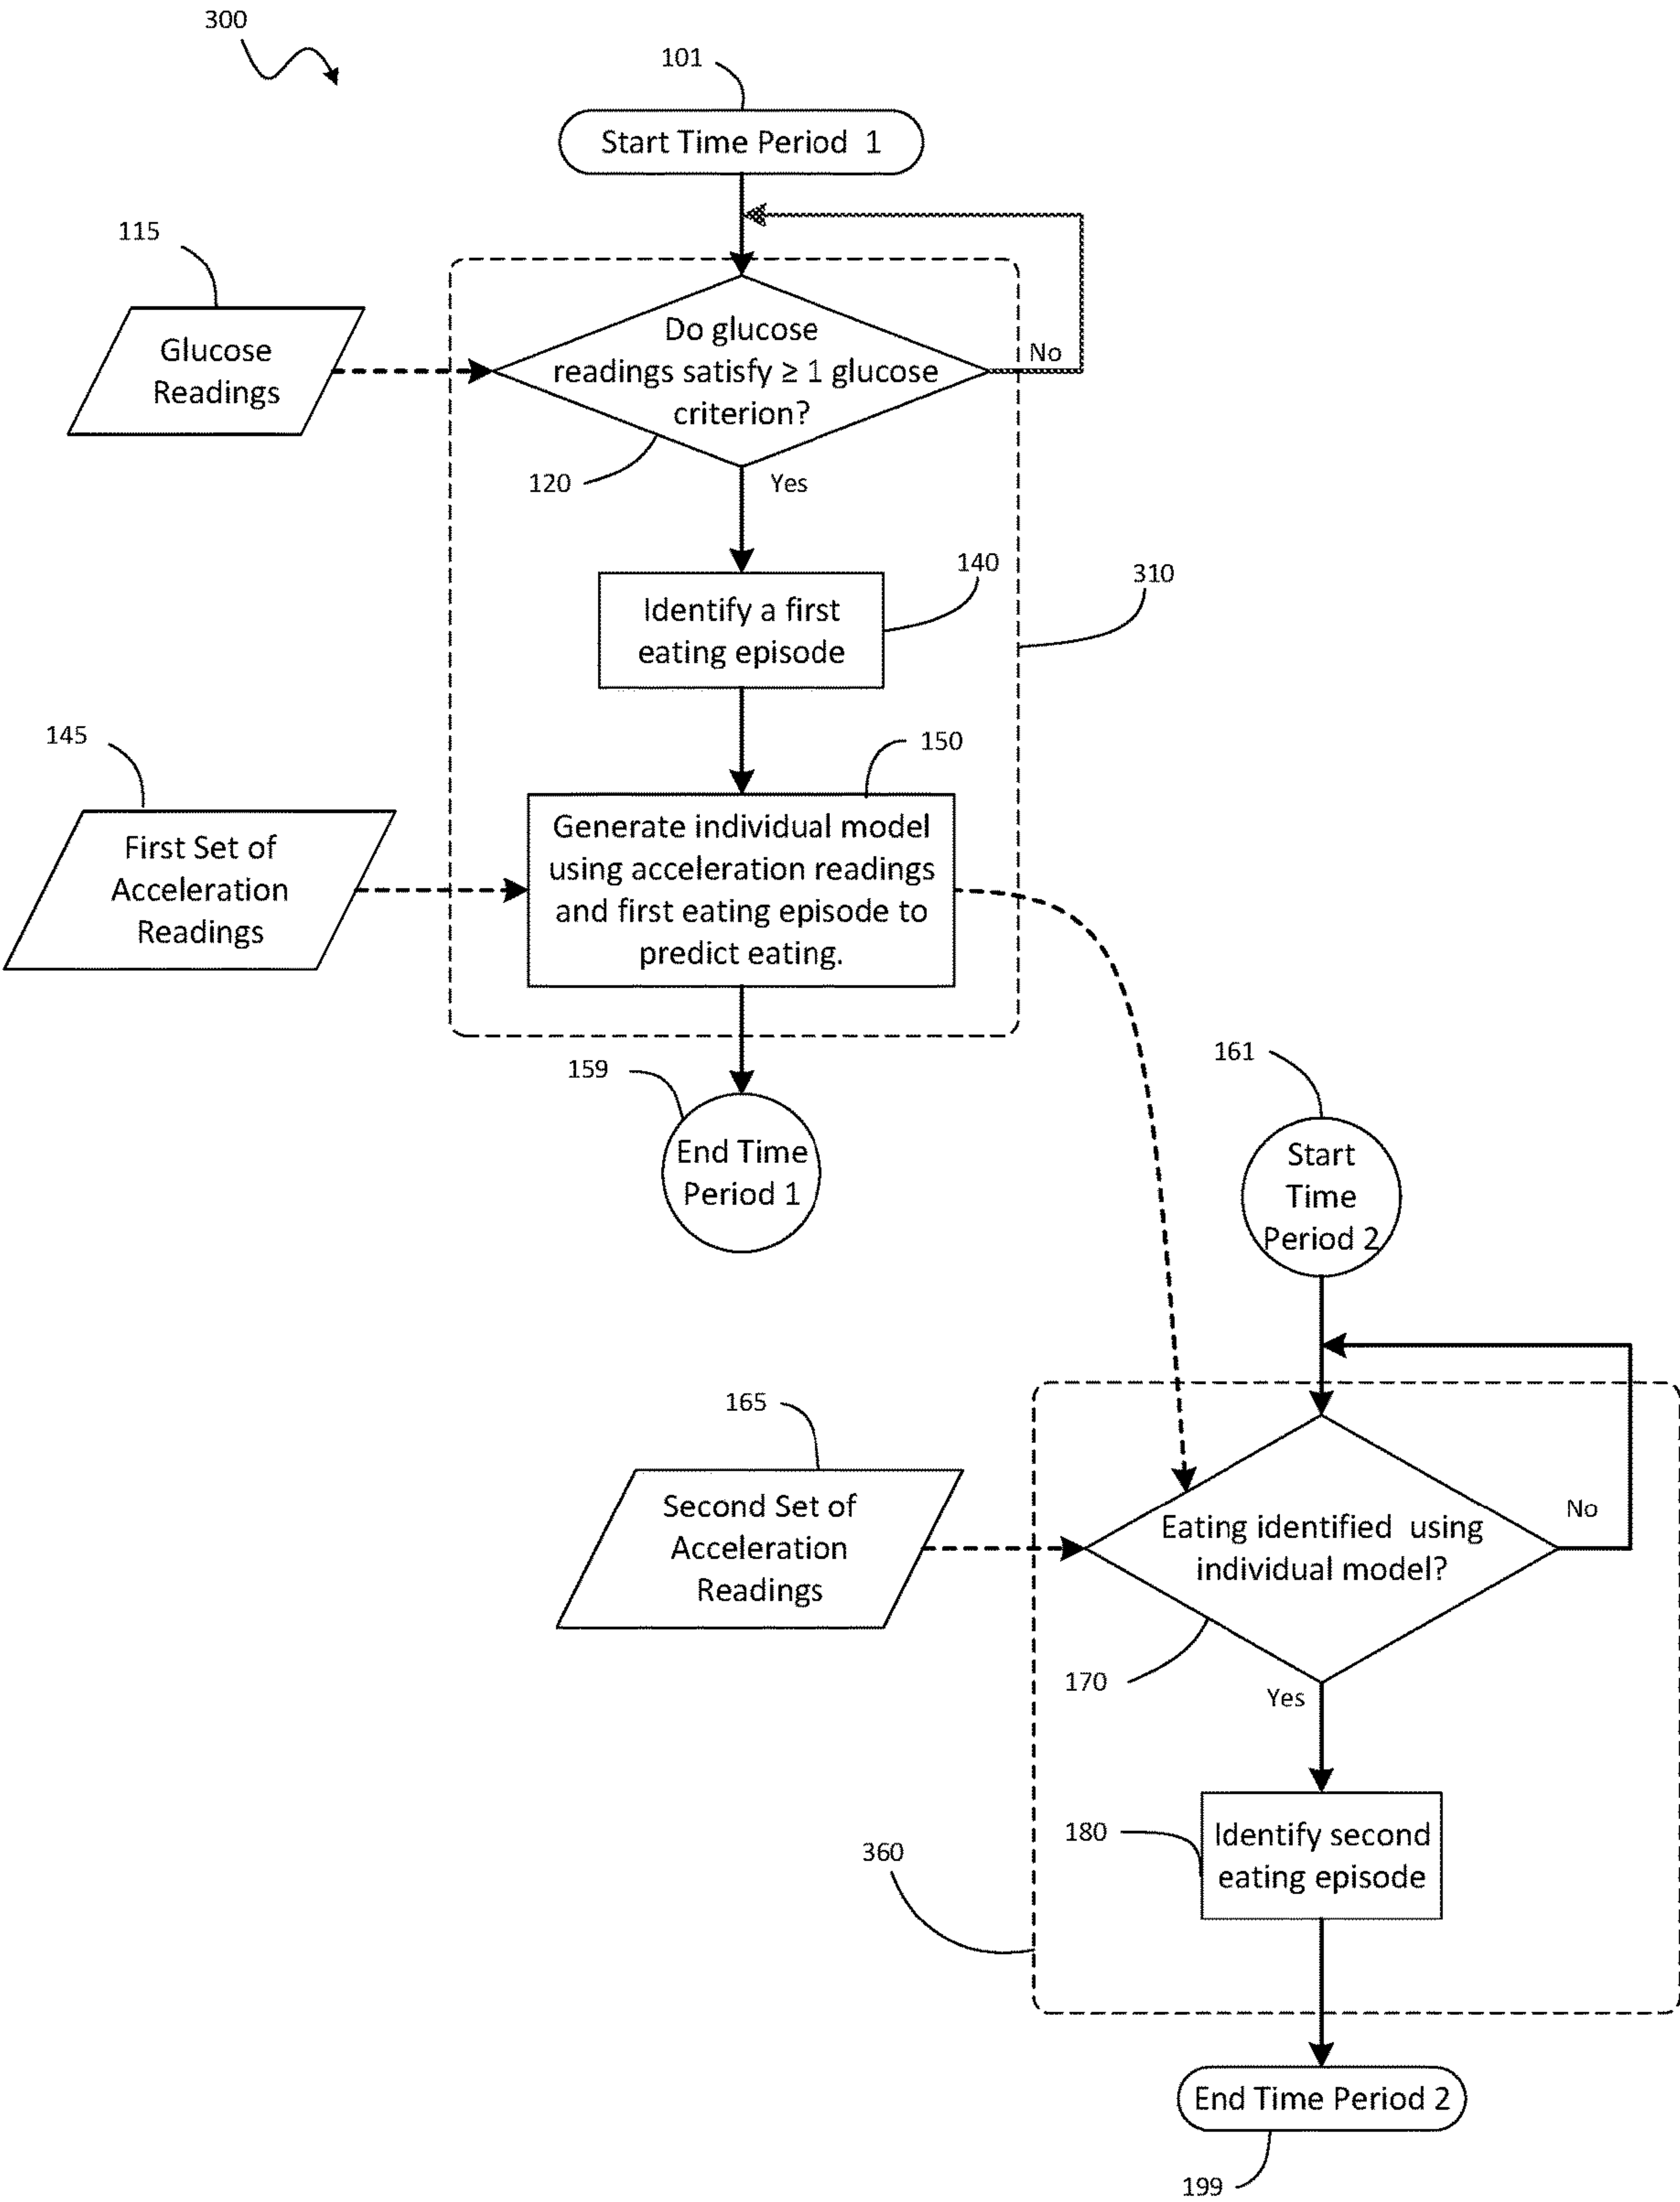 300
101
Start Time Period 1
115
Glucose
Readings
Do glucose
readings satisfy ≥ 1 glucose
criterion?
No
120
Yes
140
310
Identify a first
eating episode
145
150
First Set of
Acceleration
Readings
Generate individual model
using acceleration readings
and first eating episode to
predict eating.
159
End Time
Period 1
161
Start
Time
Period 2
165
Second Set of
Acceleration
Readings
Eating identified using
individual model?
No
170
Yes
180
Identify second
eating episode
360
End Time Period 2
199